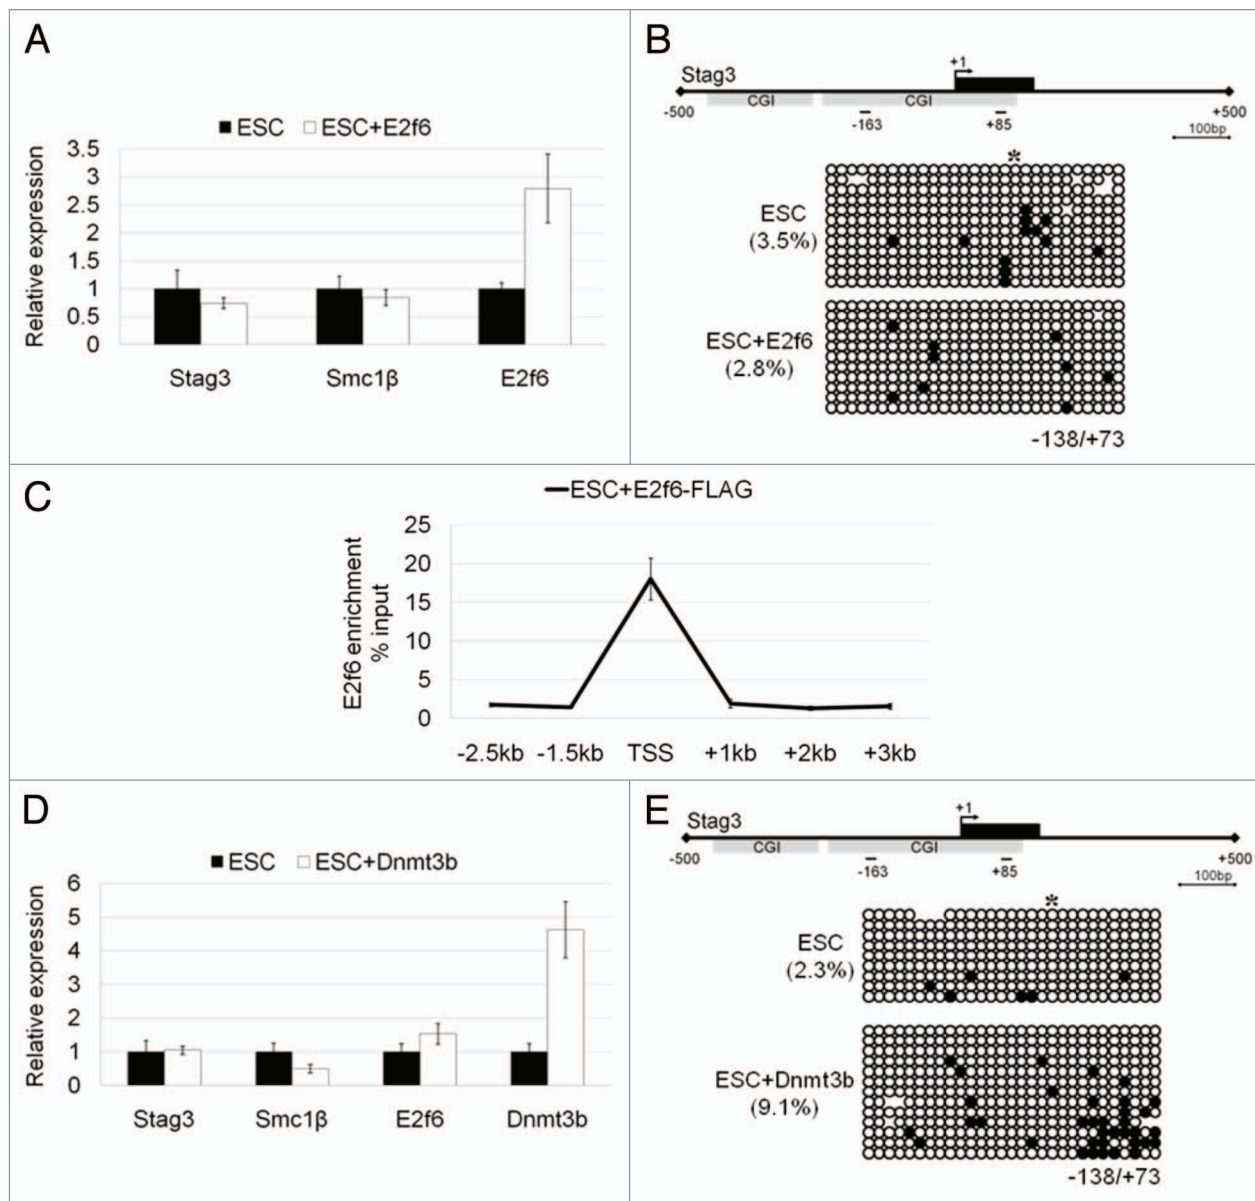 A
ESC ESC+E2f6
Relative expression
3.5
3
2.5
2
1.5
1
0.5
0
Stag3 Smc1β E2f6
B
+1
Stag3
CGI CGI
-500 -163 +85 +500
100bp
*
ESC
(3.5%)
ESC+E2f6
(2.8%)
-138/+73
C
ESC+E2f6-FLAG
E2f6 enrichment
% input
25
20
15
10
5
0
-2.5kb -1.5kb TSS +1kb +2kb +3kb
D
ESC ESC+Dnmt3b
Relative expression
6
5
4
3
2
1
0
Stag3 Smc1β E2f6 Dnmt3b
E
+1
Stag3
CGI CGI
-500 -163 +85 +500
100bp
*
ESC
(2.3%)
ESC+Dnmt3b
(9.1%)
-138/+73